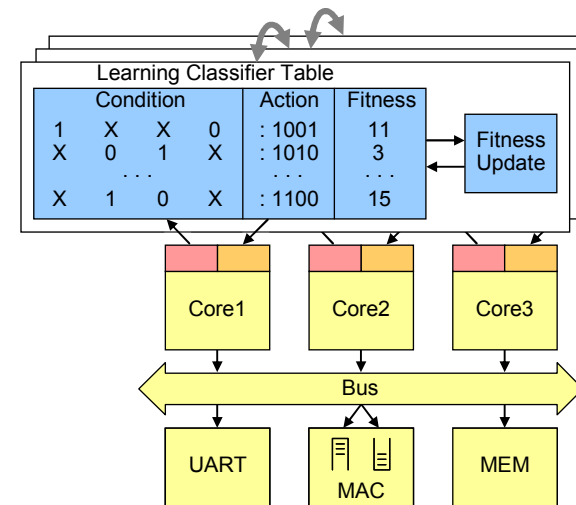 Learning Classifier Table
Condition Action Fitness
1 X X 0 : 1001 11
X 0 1 X : 1010 3
. . . . . . . . .
X 1 0 X : 1100 15
Fitness
Update
Core1 Core2 Core3
Bus
UART MAC MEM